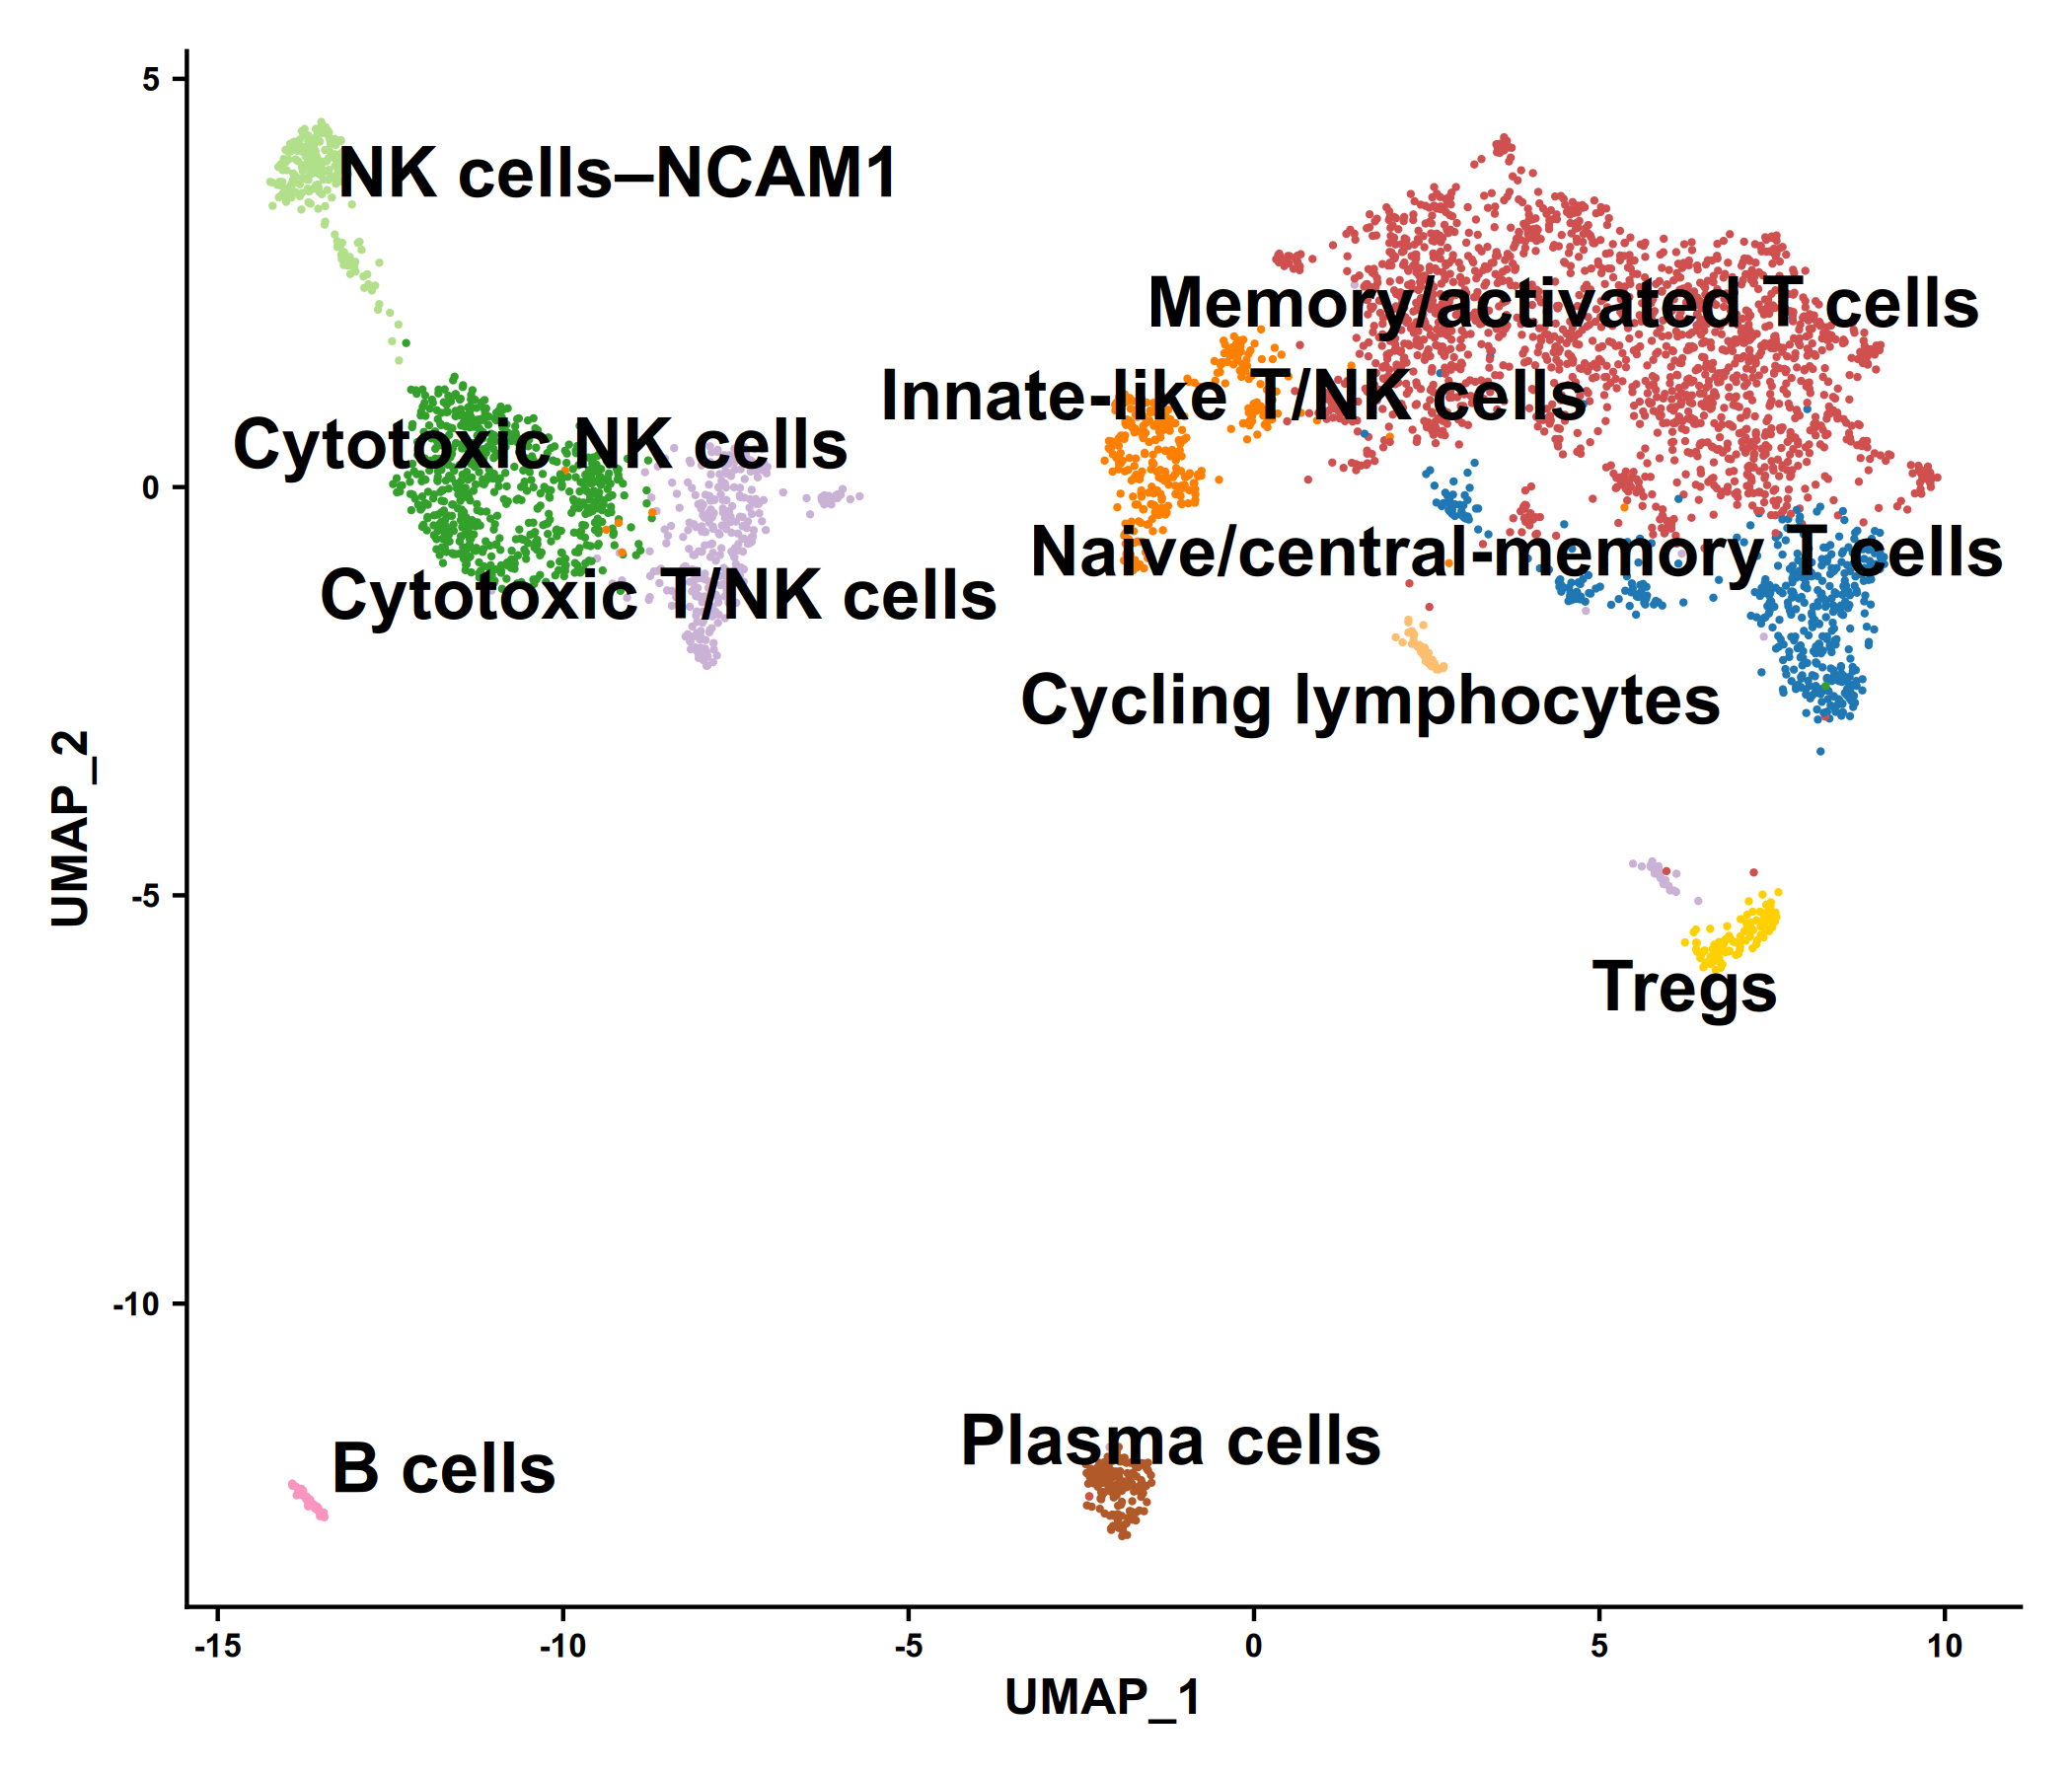 5
NK cells–NCAM1
Memory/activated T cells
Innate-like T/NK cells
Cytotoxic NK cells
0
Naive/central-memory T cells
Cytotoxic T/NK cells
Cycling lymphocytes
UMAP_2
-5
Tregs
-10
Plasma cells
B cells
-15 -10 -5 0 5 10
UMAP_1